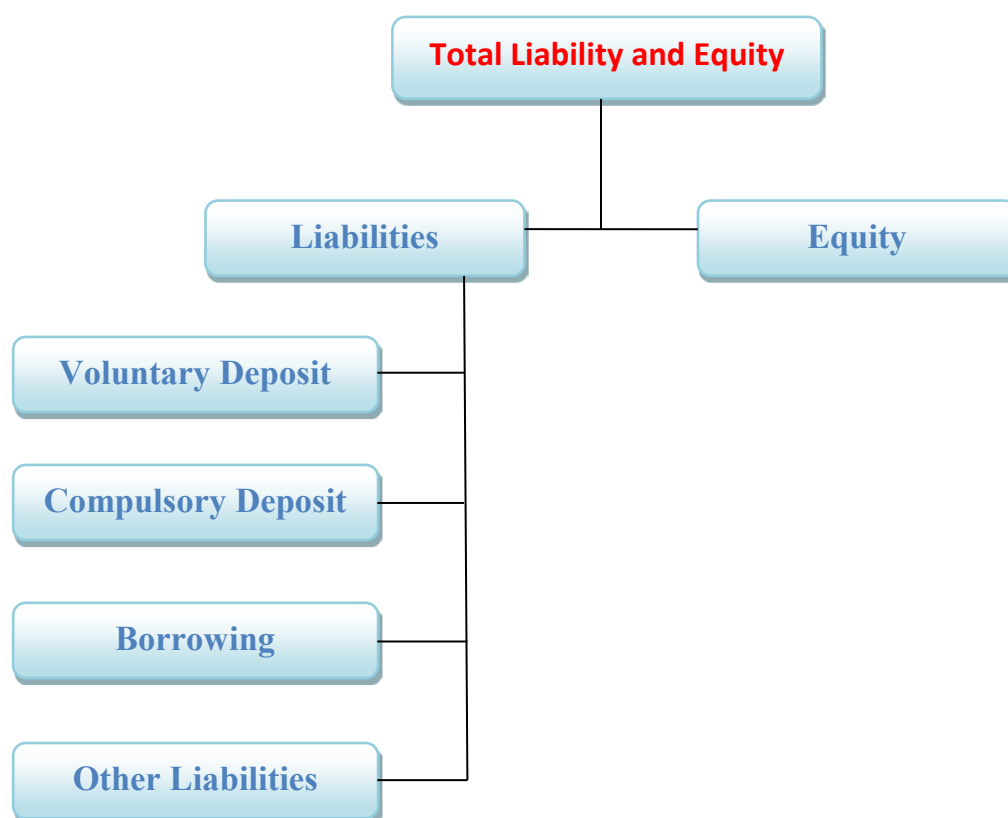 Total Liability and Equity
Liabilities
Equity
Voluntary Deposit
Compulsory Deposit
Borrowing
Other Liabilities